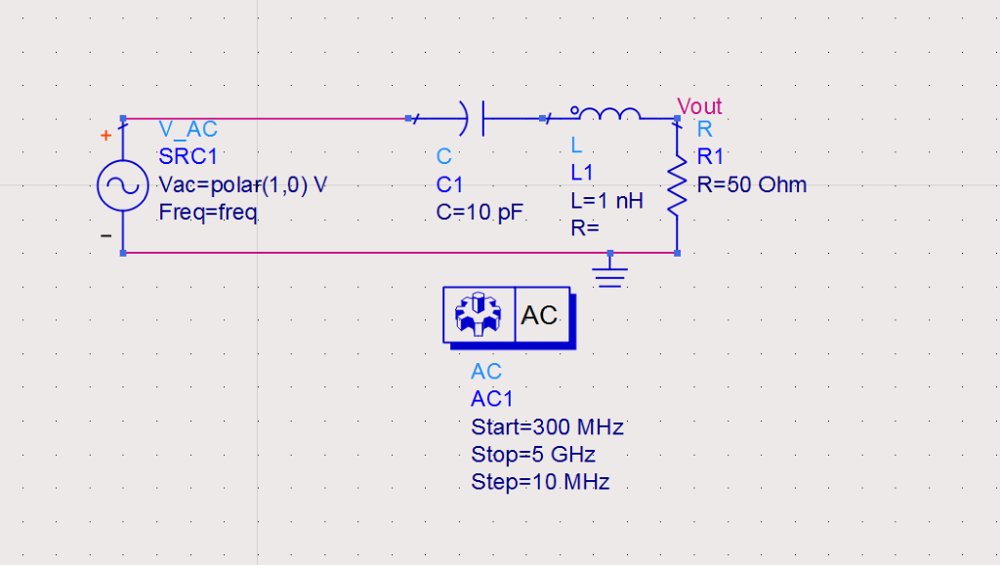 Vout
+
V_AC
SRC1
Vac=polar(1,0) V
Freq=freq
−
C
C1
C=10 pF
L
L1
L=1 nH
R=
R
R1
R=50 Ohm
AC
AC
AC1
Start=300 MHz
Stop=5 GHz
Step=10 MHz